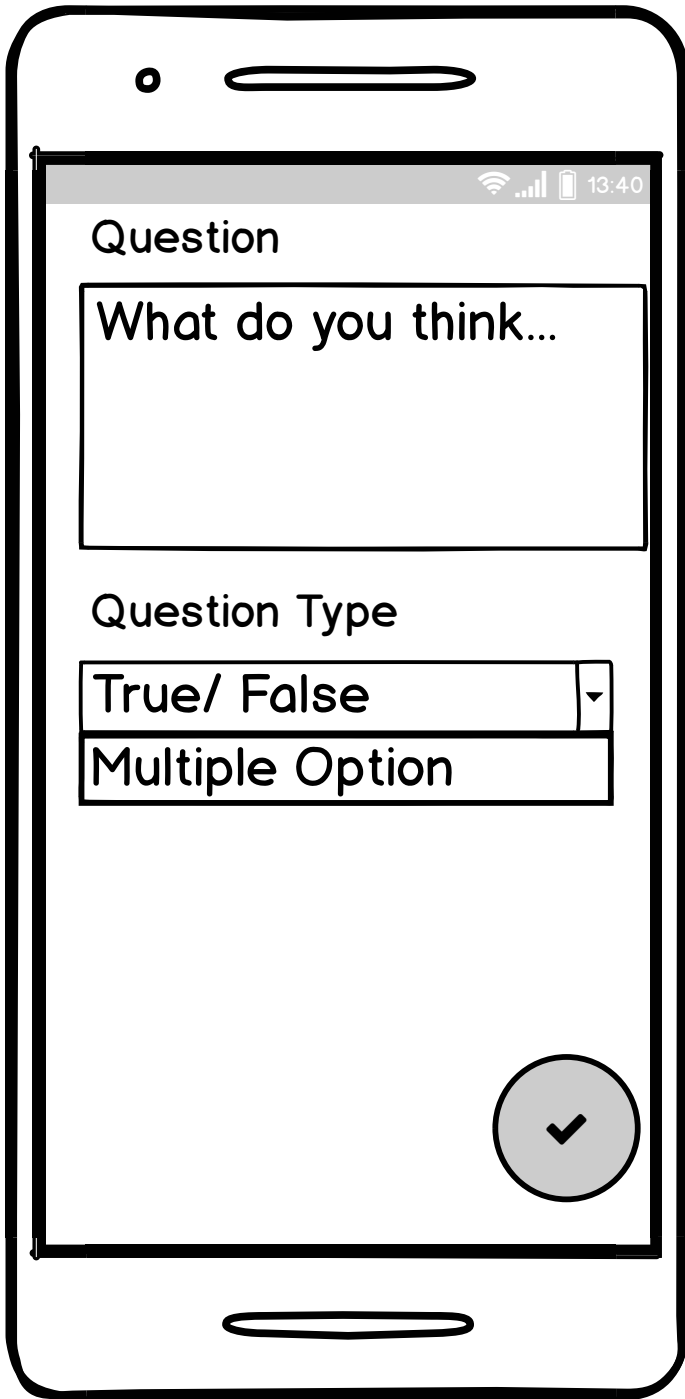 13:40
Question
What do you think...
Question Type
True/ False
Multiple Option